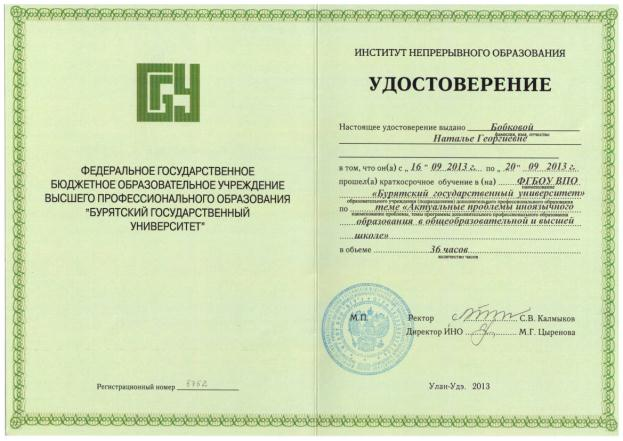 ФЕДЕРАЛЬНОЕ ГОСУДАРСТВЕННОЕ
БЮДЖЕТНОЕ ОБРАЗОВАТЕЛЬНОЕ УЧРЕЖДЕНИЕ
ВЫСШЕГО ПРОФЕССИОНАЛЬНОГО ОБРАЗОВАНИЯ
"БУРЯТСКИЙ ГОСУДАРСТВЕННЫЙ
УНИВЕРСИТЕТ"
Регистрационный номер
ИНСТИТУТ НЕПРЕРЫВНОГО ОБРАЗОВАНИЯ
УДОСТОВЕРЕНИЕ
Настоящее удостоверение выдано Бобковой
фамилия, имя, отчество
Наталье Георгиевне
в том, что он(а) с „ 16 “ 09 2013 г. по „ 20 “ 09 2013 г.
прошел(а) краткосрочное обучение в (на) ФГБОУ ВПО
наименование
«Бурятский государственный университет»
образовательного учреждения (подразделения) дополнительного профессионального образования
по теме «Актуальные проблемы иноязычного
наименование проблемы, темы программы дополнительного профессионального образования
образования в общеобразовательной и высшей
школе»
в объеме 36 часов
количество часов
М.П. Ректор С.В. Калмыков
Директор ИНО М.Г. Цыренова
Улан-Удэ, 2013